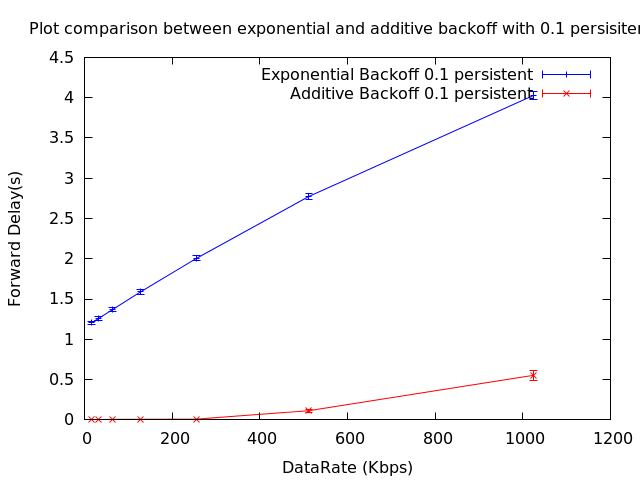 Plot comparison between exponential and additive backoff with 0.1 persisiten
4.5
Exponential Backoff 0.1 persistent
Additive Backoff 0.1 persistent
4
3.5
3
2.5
2
1.5
1
0.5
0
Forward Delay(s)
0 200 400 600 800 1000 1200
DataRate (Kbps)